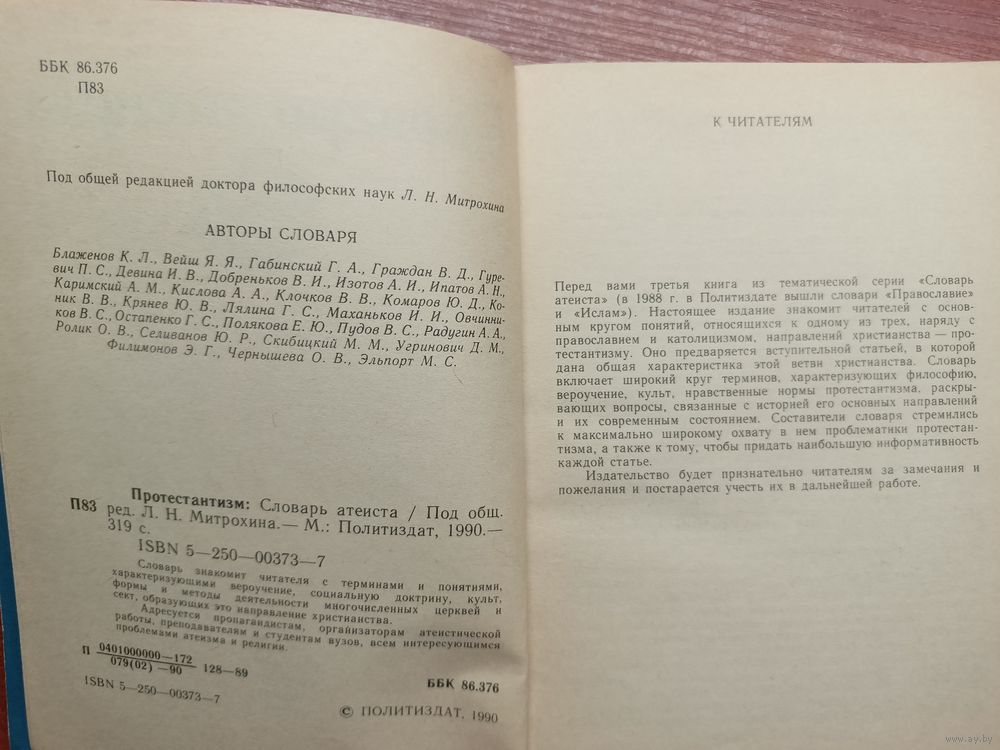 ББК 86.376
П83
Под общей редакцией доктора философских наук Л. Н. Митрохина
АВТОРЫ СЛОВАРЯ
Блаженов К. Л., Вейш Я. Я., Габинский Г. А., Граждан В. Д., Гуре-
вич П. С., Девина И. В., Добреньков В. И., Изотов А. И., Ипатов А. Н.,
Каримский А. М., Кислова А. А., Клочков В. В., Комаров Ю. Д., Ко-
ник В. В., Крянев Ю. В., Лялина Г. С., Маханьков И. И., Овчинни-
ков В. С., Остапенко Г. С., Полякова Е. Ю., Пудов В. С., Радугин А. А.,
Ролик О. В., Селиванов Ю. Р., Скибицкий М. М., Угринович Д. М.,
Филимонов Э. Г., Чернышева О. В., Эльпорт М. С.
Протестантизм: Словарь атеиста / Под общ.
П83 ред. Л. Н. Митрохина.— М.: Политиздат, 1990.—
319 с.
ISBN 5—250—00373—7
Словарь знакомит читателя с терминами и понятиями,
характеризующими вероучение, социальную доктрину, культ,
формы и методы деятельности многочисленных церквей и
сект, образующих это направление христианства.
Адресуется пропагандистам, организаторам атеистической
работы, преподавателям и студентам вузов, всем интересующимся
проблемами атеизма и религии.
П 0401000000—172
079(02) —90 128—89
ББК 86.376
ISBN 5—250—00373—7
© ПОЛИТИЗДАТ, 1990
К ЧИТАТЕЛЯМ
Перед вами третья книга из тематической серии «Словарь
атеиста» (в 1988 г. в Политиздате вышли словари «Православие»
и «Ислам»). Настоящее издание знакомит читателей с основ-
ным кругом понятий, относящихся к одному из трех, наряду с
православием и католицизмом, направлений христианства — про-
тестантизму. Оно предваряется вступительной статьей, в которой
дана общая характеристика этой ветви христианства. Словарь
включает широкий круг терминов, характеризующих философию,
вероучение, культ, нравственные нормы протестантизма, раскры-
вающих вопросы, связанные с историей его основных направлений
и их современным состоянием. Составители словаря стремились
к максимально широкому охвату в нем проблематики протестан-
тизма, а также к тому, чтобы придать наибольшую информативность
каждой статье.
Издательство будет признательно читателям за замечания и
пожелания и постарается учесть их в дальнейшей работе.
www.ay.by